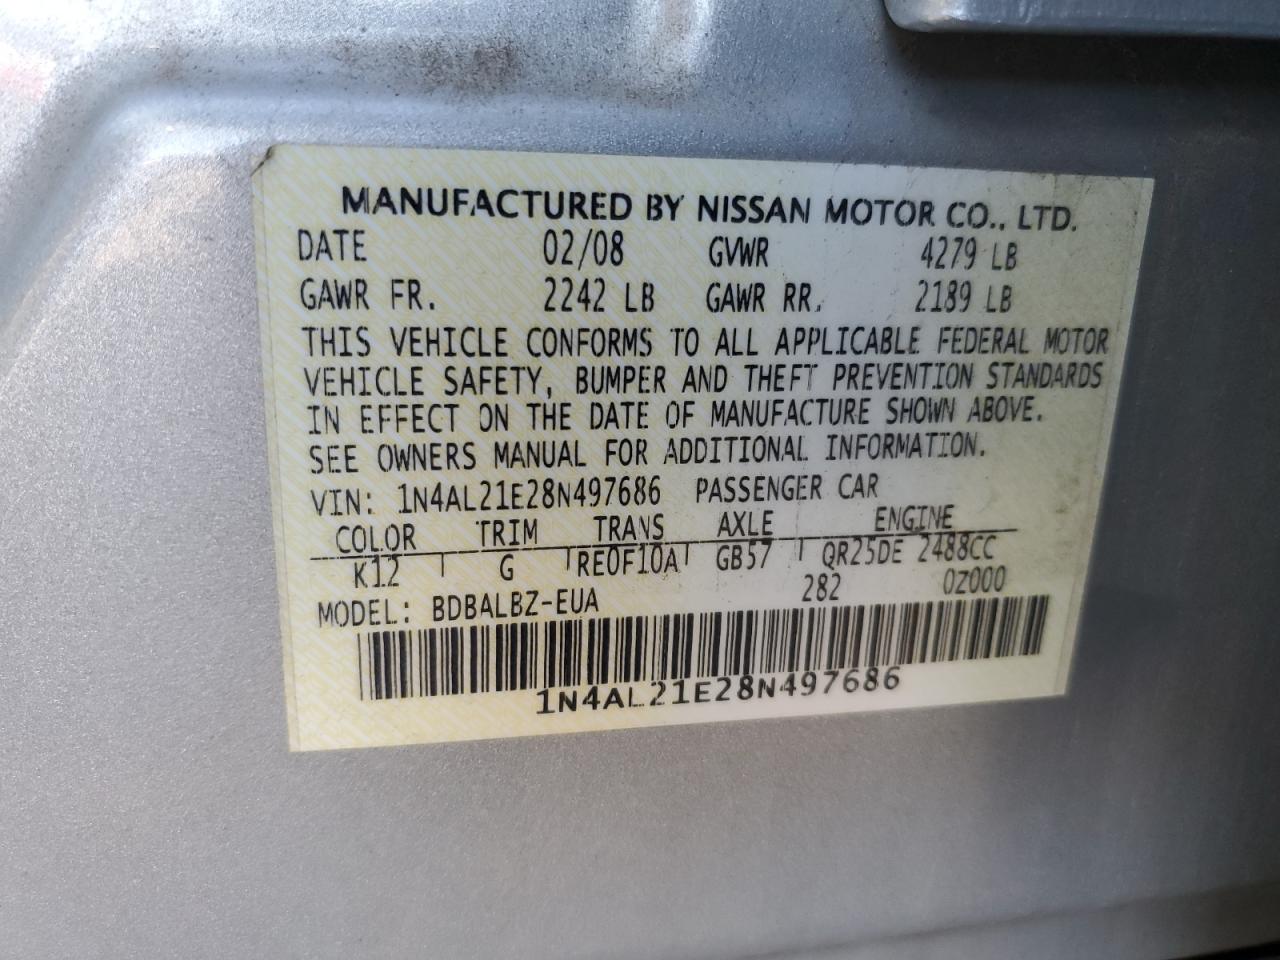 MANUFACTURED BY NISSAN MOTOR CO., LTD.
DATE 02/08 GVWR 4279 LB
GAWR FR. 2242 LB GAWR RR. 2189 LB
THIS VEHICLE CONFORMS TO ALL APPLICABLE FEDERAL MOTOR
VEHICLE SAFETY, BUMPER AND THEFT PREVENTION STANDARDS
IN EFFECT ON THE DATE OF MANUFACTURE SHOWN ABOVE.
SEE OWNERS MANUAL FOR ADDITIONAL INFORMATION.
VIN: 1N4AL21E28N497686 PASSENGER CAR
COLOR TRIM TRANS AXLE ENGINE
K12 G RE0F10A GB57 QR25DE 2488CC
MODEL: BDBALBZ-EUA 282 0Z000
1N4AL21E28N497686